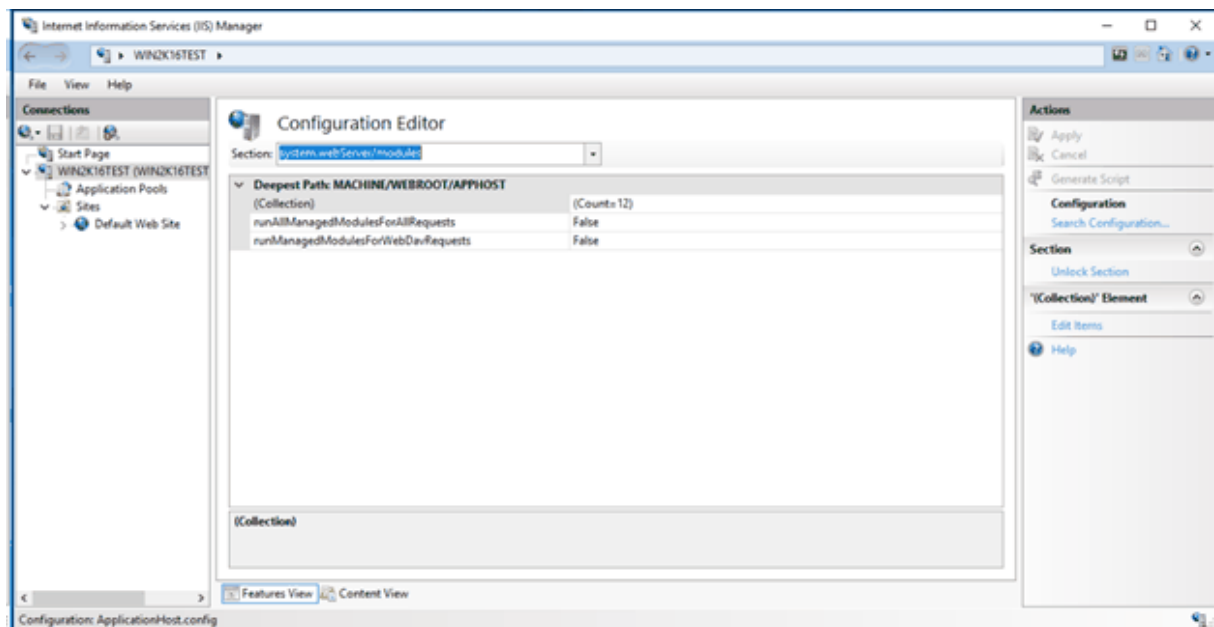 Internet Information Services (IIS) Manager
WIN2K16TEST
File View Help
Connections
Start Page
WIN2K16TEST (WIN2K16TEST
Application Pools
Sites
Default Web Site
Configuration Editor
Section: system.webServer/modules
Deepest Path: MACHINE/WEBROOT/APPHOST
(Collection) (Count=12)
runAllManagedModulesForAllRequests False
runManagedModulesForWebDavRequests False
(Collection)
Features View Content View
Actions
Apply
Cancel
Generate Script
Configuration
Search Configuration...
Section
Unlock Section
'(Collection)' Element
Edit Items
Help
Configuration: ApplicationHost.config